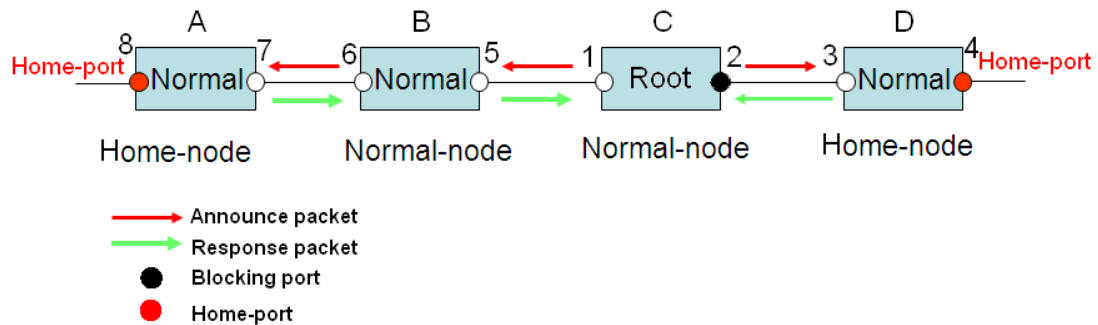 A B C D
8 7 6 5 1 2 3 4
Home-port Normal Normal Root Normal Home-port
Home-node Normal-node Normal-node Home-node
Announce packet
Response packet
Blocking port
Home-port